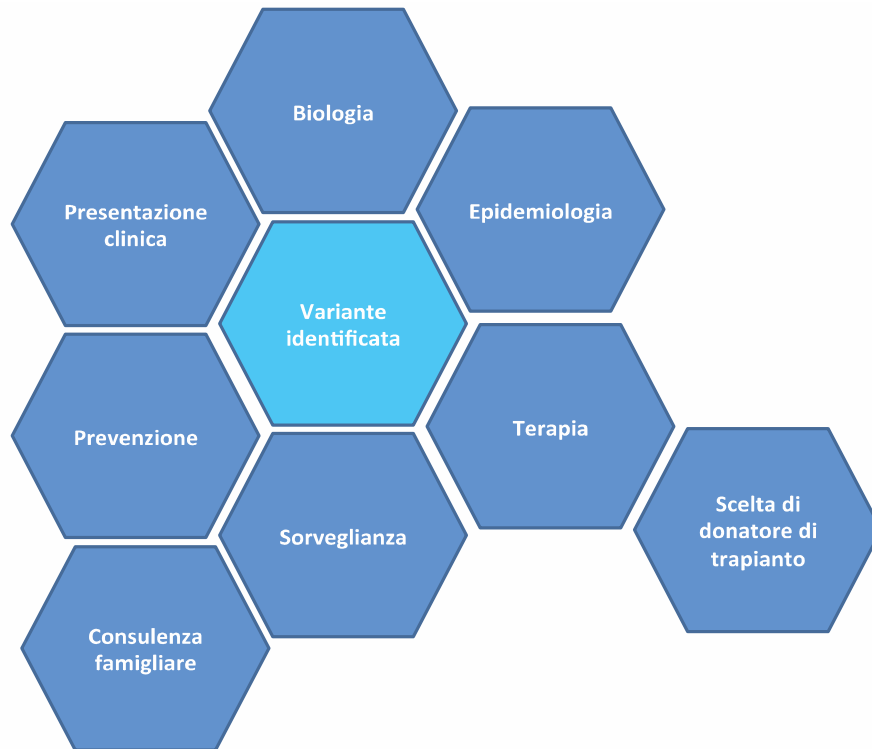 Biologia
Presentazione
clinica
Epidemiologia
Variante
identificata
Prevenzione
Terapia
Sorveglianza
Scelta di
donatore di
trapianto
Consulenza
famigliare